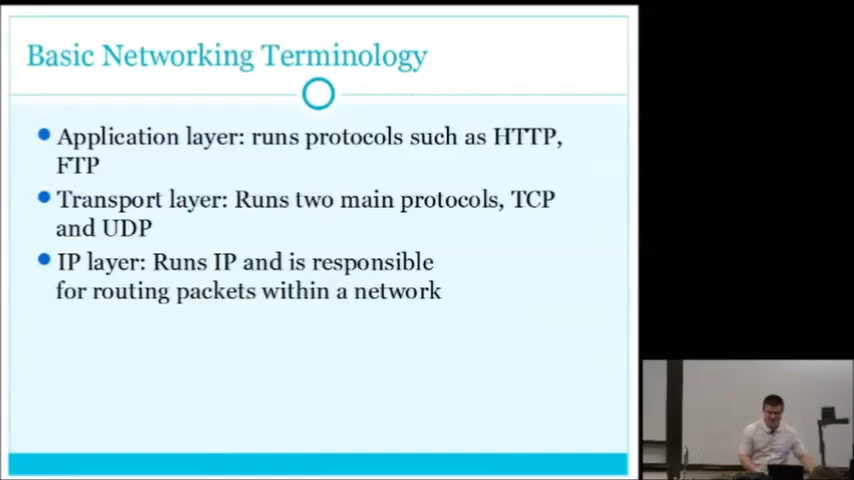 Basic Networking Terminology
Application layer: runs protocols such as HTTP,
FTP
Transport layer: Runs two main protocols, TCP
and UDP
IP layer: Runs IP and is responsible
for routing packets within a network